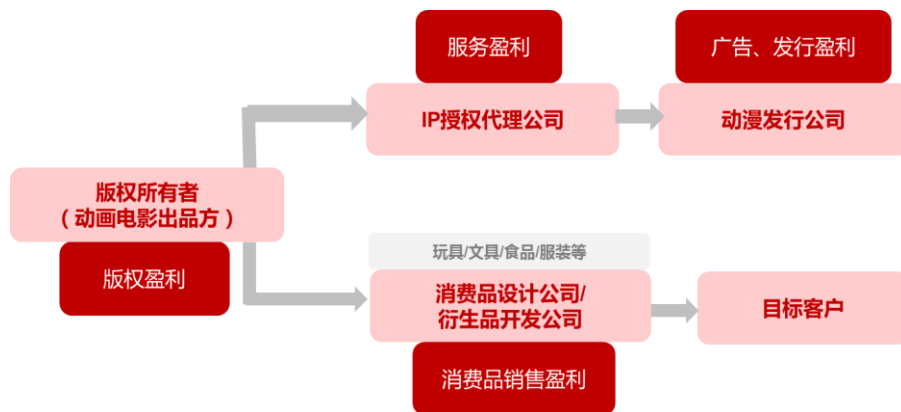 服务盈利
广告、发行盈利
IP授权代理公司
动漫发行公司
版权所有者
（动画电影出品方）
版权盈利
玩具/文具/食品/服装等
消费品设计公司/
衍生品开发公司
目标客户
消费品销售盈利